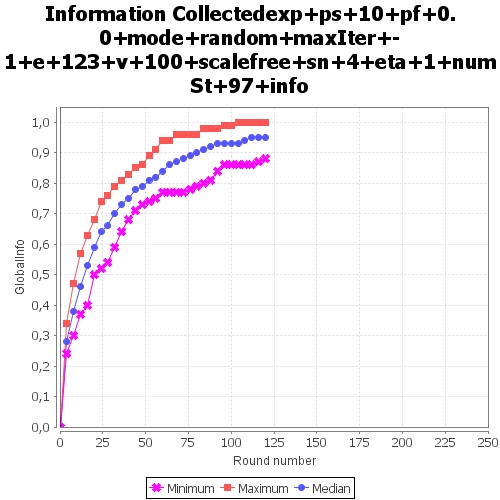 Information Collectedexp+ps+10+pf+0.
0+mode+random+maxIter+-
1+e+123+v+100+scalefree+sn+4+eta+1+num
St+97+info
1,0
0,9
0,8
0,7
0,6
0,5
0,4
0,3
0,2
0,1
0,0
GlobalInfo
0 25 50 75 100 125 150 175 200 225 250
Round number
Minimum Maximum Median